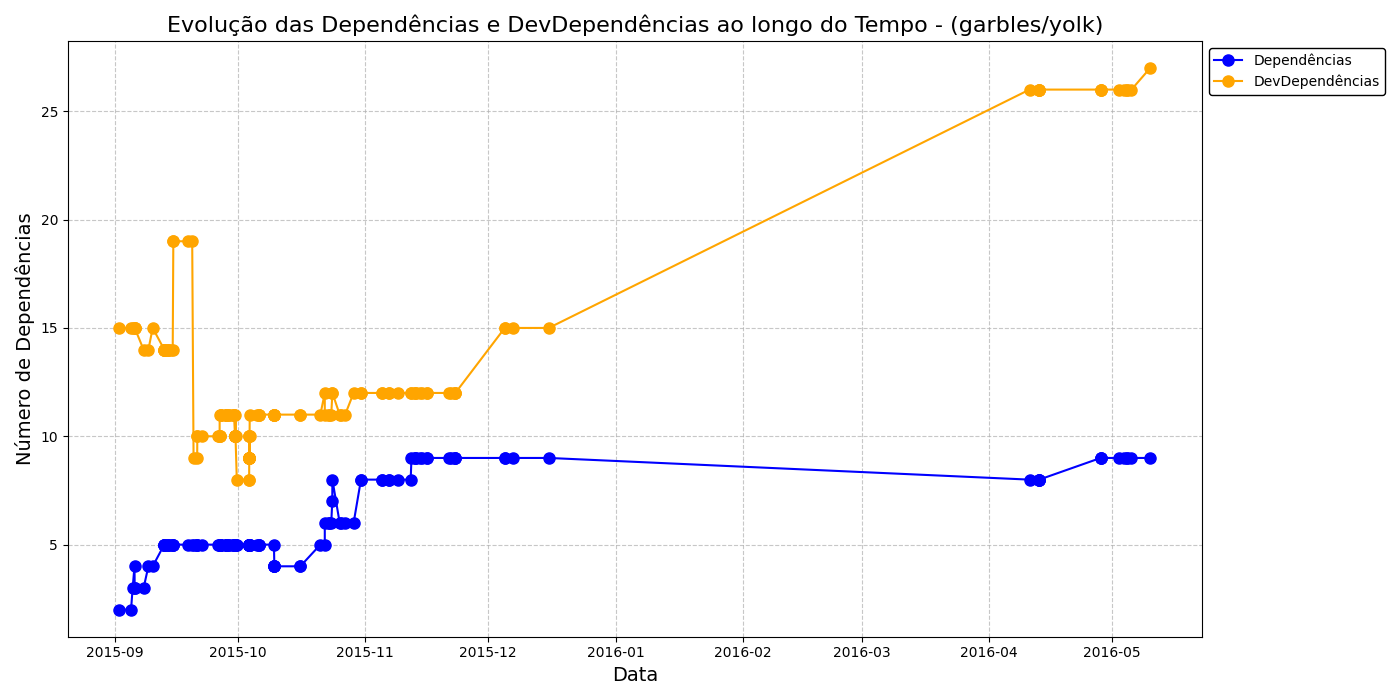 Evolução das Dependências e DevDependências ao longo do Tempo - (garbles/yolk)
Dependências
DevDependências
Número de Dependências
25
20
15
10
5
2015-09 2015-10 2015-11 2015-12 2016-01 2016-02 2016-03 2016-04 2016-05
Data